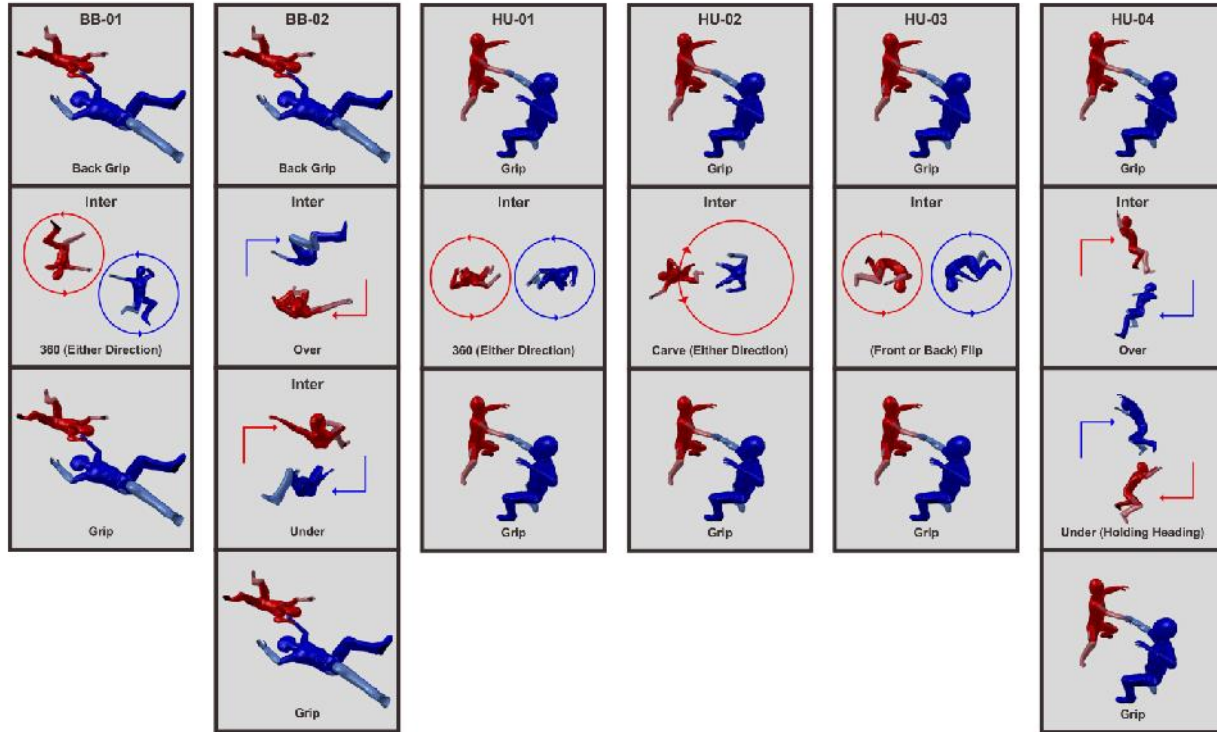 BB-01
Back Grip
Inter
360 (Either Direction)
Grip
BB-02
Back Grip
Inter
Over
Inter
Under
Grip
HU-01
Grip
Inter
360 (Either Direction)
Grip
HU-02
Grip
Inter
Carve (Either Direction)
Grip
HU-03
Grip
Inter
(Front or Back) Flip
Grip
HU-04
Grip
Inter
Over
Under (Holding Heading)
Grip